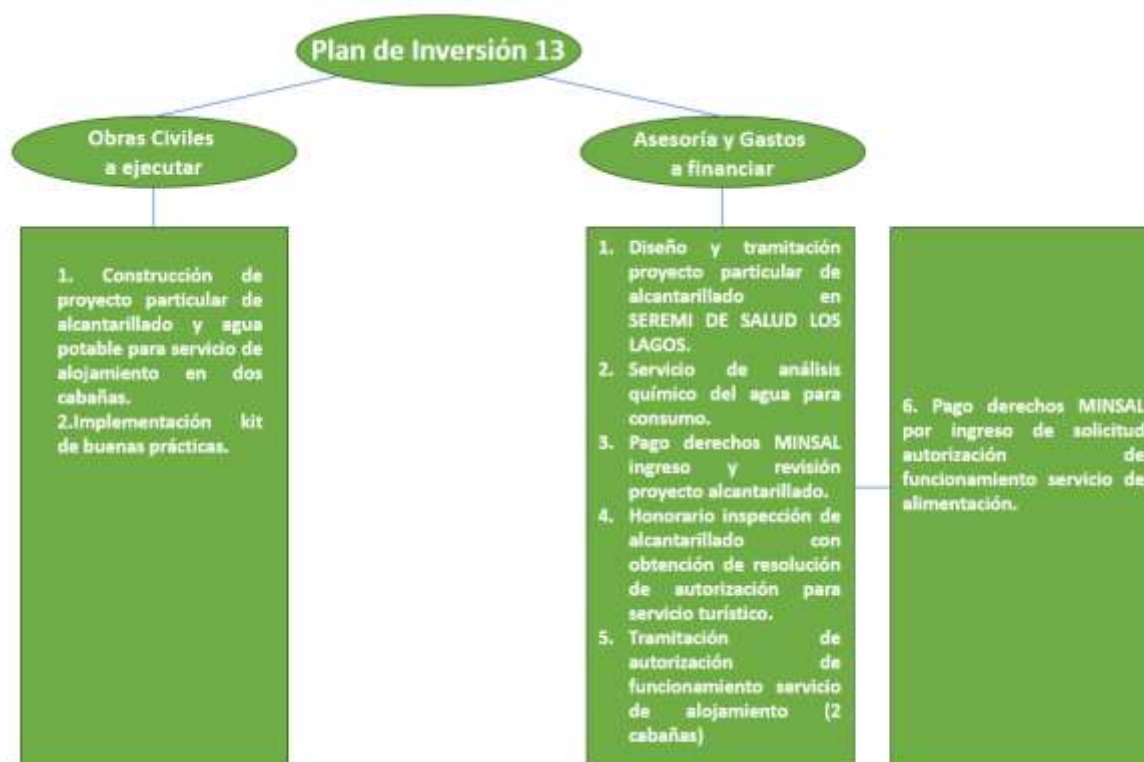 Plan de Inversión 13
Obras Civiles
a ejecutar
Asesoría y Gastos
a financiar
1. Construcción de
proyecto particular de
alcantarillado y agua
potable para servicio de
alojamiento en dos
cabañas.
2.Implementación kit
de buenas prácticas.
1. Diseño y tramitación
proyecto particular de
alcantarillado en
SEREMI DE SALUD LOS
LAGOS.
2. Servicio de análisis
químico del agua para
consumo.
3. Pago derechos MINSAL
ingreso y revisión
proyecto alcantarillado.
4. Honorario inspección de
alcantarillado con
obtención de resolución
de autorización para
servicio turístico.
5. Tramitación de
autorización de
funcionamiento servicio
de alojamiento (2
cabañas)
6. Pago derechos MINSAL
por ingreso de solicitud
autorización de
funcionamiento servicio de
alimentación.